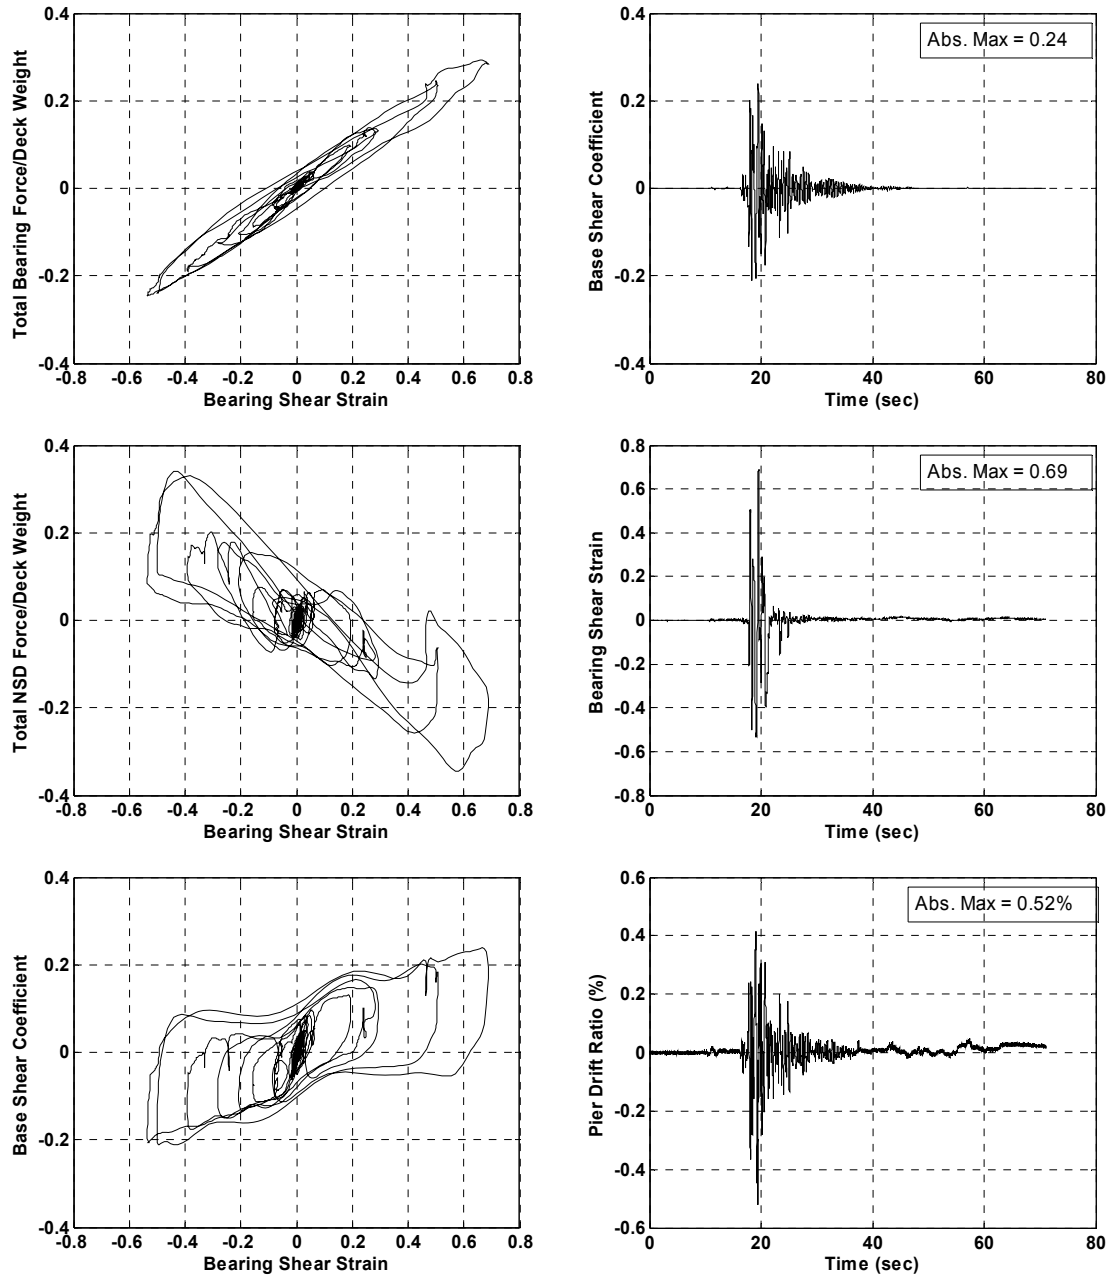 Total Bearing Force/Deck Weight
0.4
0.2
0
-0.2
-0.4
-0.8 -0.6 -0.4 -0.2 0 0.2 0.4 0.6 0.8
Bearing Shear Strain
Base Shear Coefficient
0.4
0.2
0
-0.2
-0.4
0 20 40 60 80
Time (sec)
Abs. Max = 0.24
Total NSD Force/Deck Weight
0.4
0.2
0
-0.2
-0.4
-0.8 -0.6 -0.4 -0.2 0 0.2 0.4 0.6 0.8
Bearing Shear Strain
Bearing Shear Strain
0.8
0.6
0.4
0.2
0
-0.2
-0.4
-0.6
-0.8
0 20 40 60 80
Time (sec)
Abs. Max = 0.69
Base Shear Coefficient
0.4
0.2
0
-0.2
-0.4
-0.8 -0.6 -0.4 -0.2 0 0.2 0.4 0.6 0.8
Bearing Shear Strain
Pier Drift Ratio (%)
0.6
0.4
0.2
0
-0.2
-0.4
-0.6
0 20 40 60 80
Time (sec)
Abs. Max = 0.52%